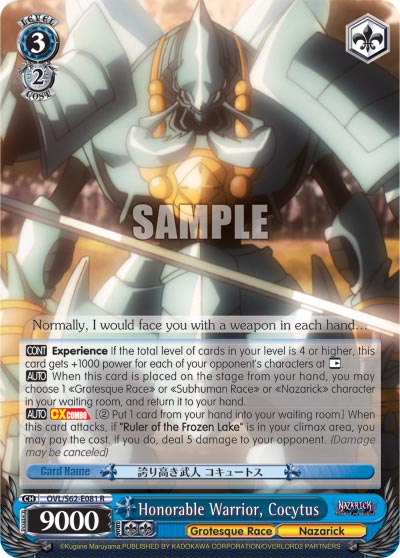 LEVEL
3
2
COST
SAMPLE
Normally, I would face you with a weapon in each hand...
CONT Experience If the total level of cards in your level is 4 or higher, this
card gets +1000 power for each of your opponent's characters at
AUTO When this card is placed on the stage from your hand, you may
choose 1 «Grotesque Race» or «Subhuman Race» or «Nazarick» character
in your waiting room, and return it to your hand.
AUTO CX COMBO [② Put 1 card from your hand into your waiting room] When
this card attacks, if "Ruler of the Frozen Lake" is in your climax area, you
may pay the cost. If you do, deal 5 damage to your opponent. (Damage
may be canceled)
Card Name 誇り高き武人 コキュートス
CH OVL/S62-E081 R
POWER 9000 SOUL Honorable Warrior, Cocytus NAZARICK
Grotesque Race Nazarick
©Kugane Maruyama,PUBLISHED BY KADOKAWA CORPORATION/OVERLORD2 PARTNERS